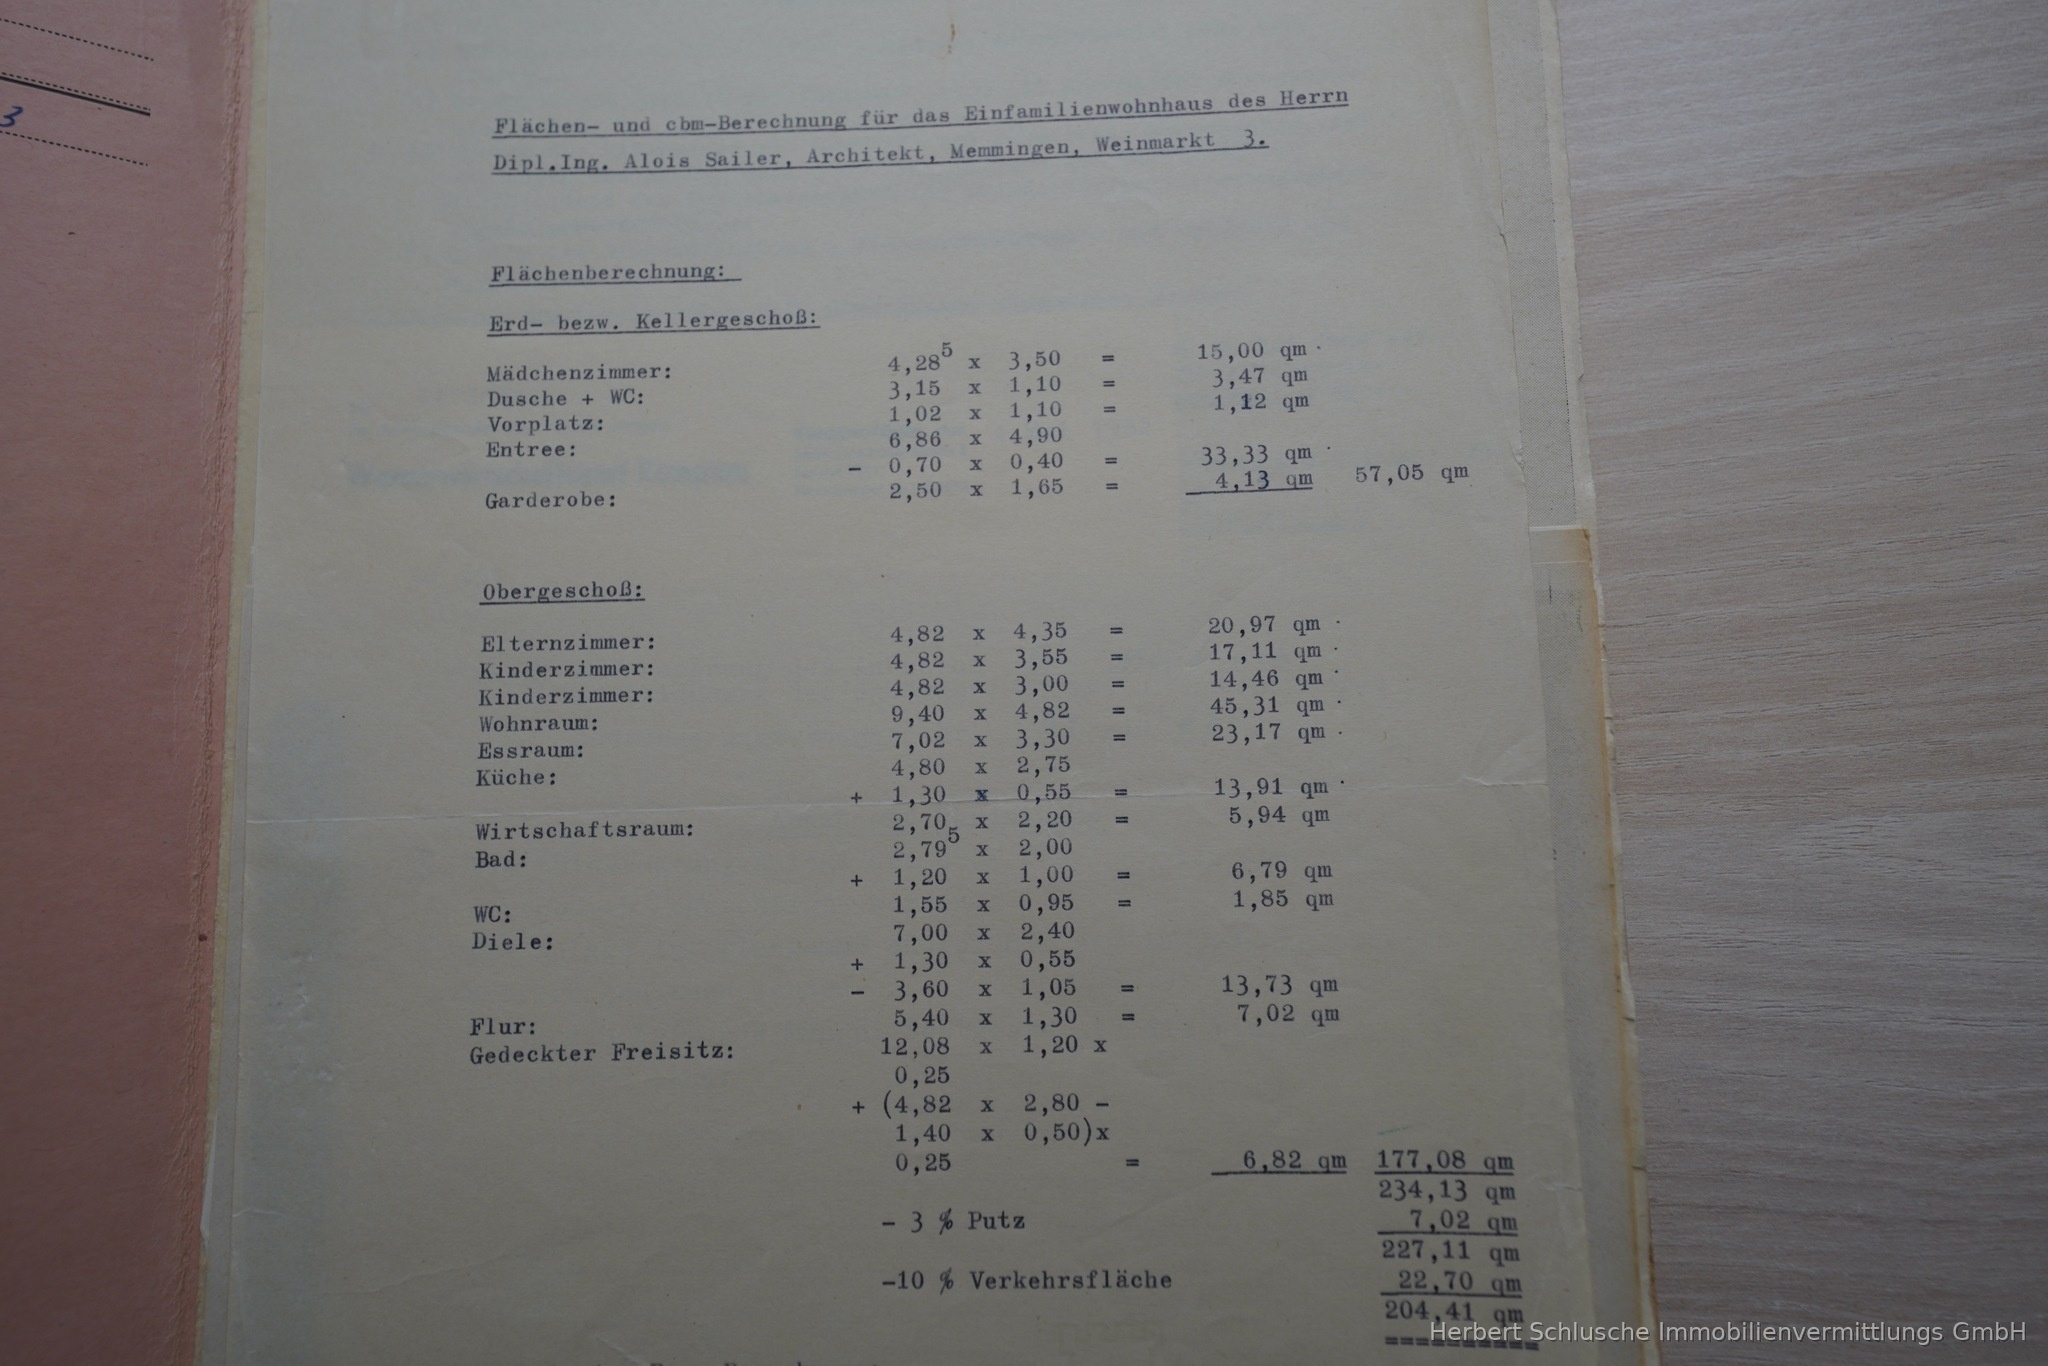 3
Flächen- und cbm-Berechnung für das Einfamilienwohnhaus des Herrn
Dipl.Ing. Alois Sailer, Architekt, Memmingen, Weinmarkt 3.
Flächenberechnung:
Erd- bezw. Kellergeschoß:
Mädchenzimmer: 4,28⁵ x 3,50 = 15,00 qm
Dusche + WC: 3,15 x 1,10 = 3,47 qm
Vorplatz: 1,02 x 1,10 = 1,12 qm
Entree: 6,86 x 4,90
- 0,70 x 0,40 = 33,33 qm
Garderobe: 2,50 x 1,65 = 4,13 qm 57,05 qm
Obergeschoß:
Elternzimmer: 4,82 x 4,35 = 20,97 qm
Kinderzimmer: 4,82 x 3,55 = 17,11 qm
Kinderzimmer: 4,82 x 3,00 = 14,46 qm
Wohnraum: 9,40 x 4,82 = 45,31 qm
Essraum: 7,02 x 3,30 = 23,17 qm
Küche: 4,80 x 2,75
+ 1,30 x 0,55 = 13,91 qm
Wirtschaftsraum: 2,70 x 2,20 = 5,94 qm
Bad: 2,79⁵ x 2,00
+ 1,20 x 1,00 = 6,79 qm
WC: 1,55 x 0,95 = 1,85 qm
Diele: 7,00 x 2,40
+ 1,30 x 0,55
- 3,60 x 1,05 = 13,73 qm
Flur: 5,40 x 1,30 = 7,02 qm
Gedeckter Freisitz: 12,08 x 1,20 x
0,25
+ (4,82 x 2,80 -
1,40 x 0,50)x
0,25 = 6,82 qm 177,08 qm
234,13 qm
- 3 % Putz 7,02 qm
227,11 qm
-10 % Verkehrsfläche 22,70 qm
204,41 qm
==========
Herbert Schlusche Immobilienvermittlungs GmbH